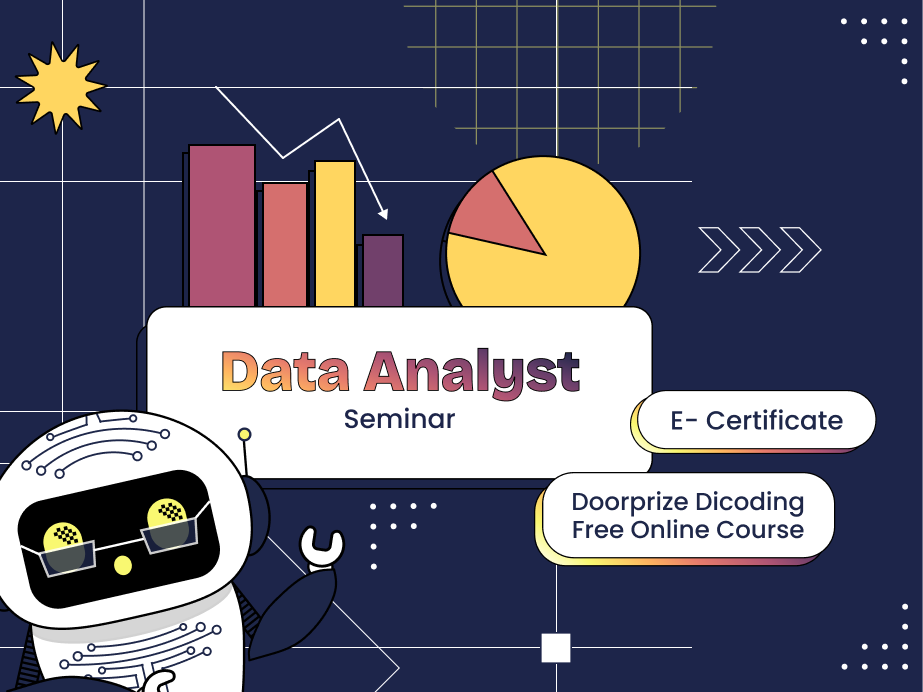 Data Analyst
Seminar
E- Certificate
Doorprize Dicoding
Free Online Course